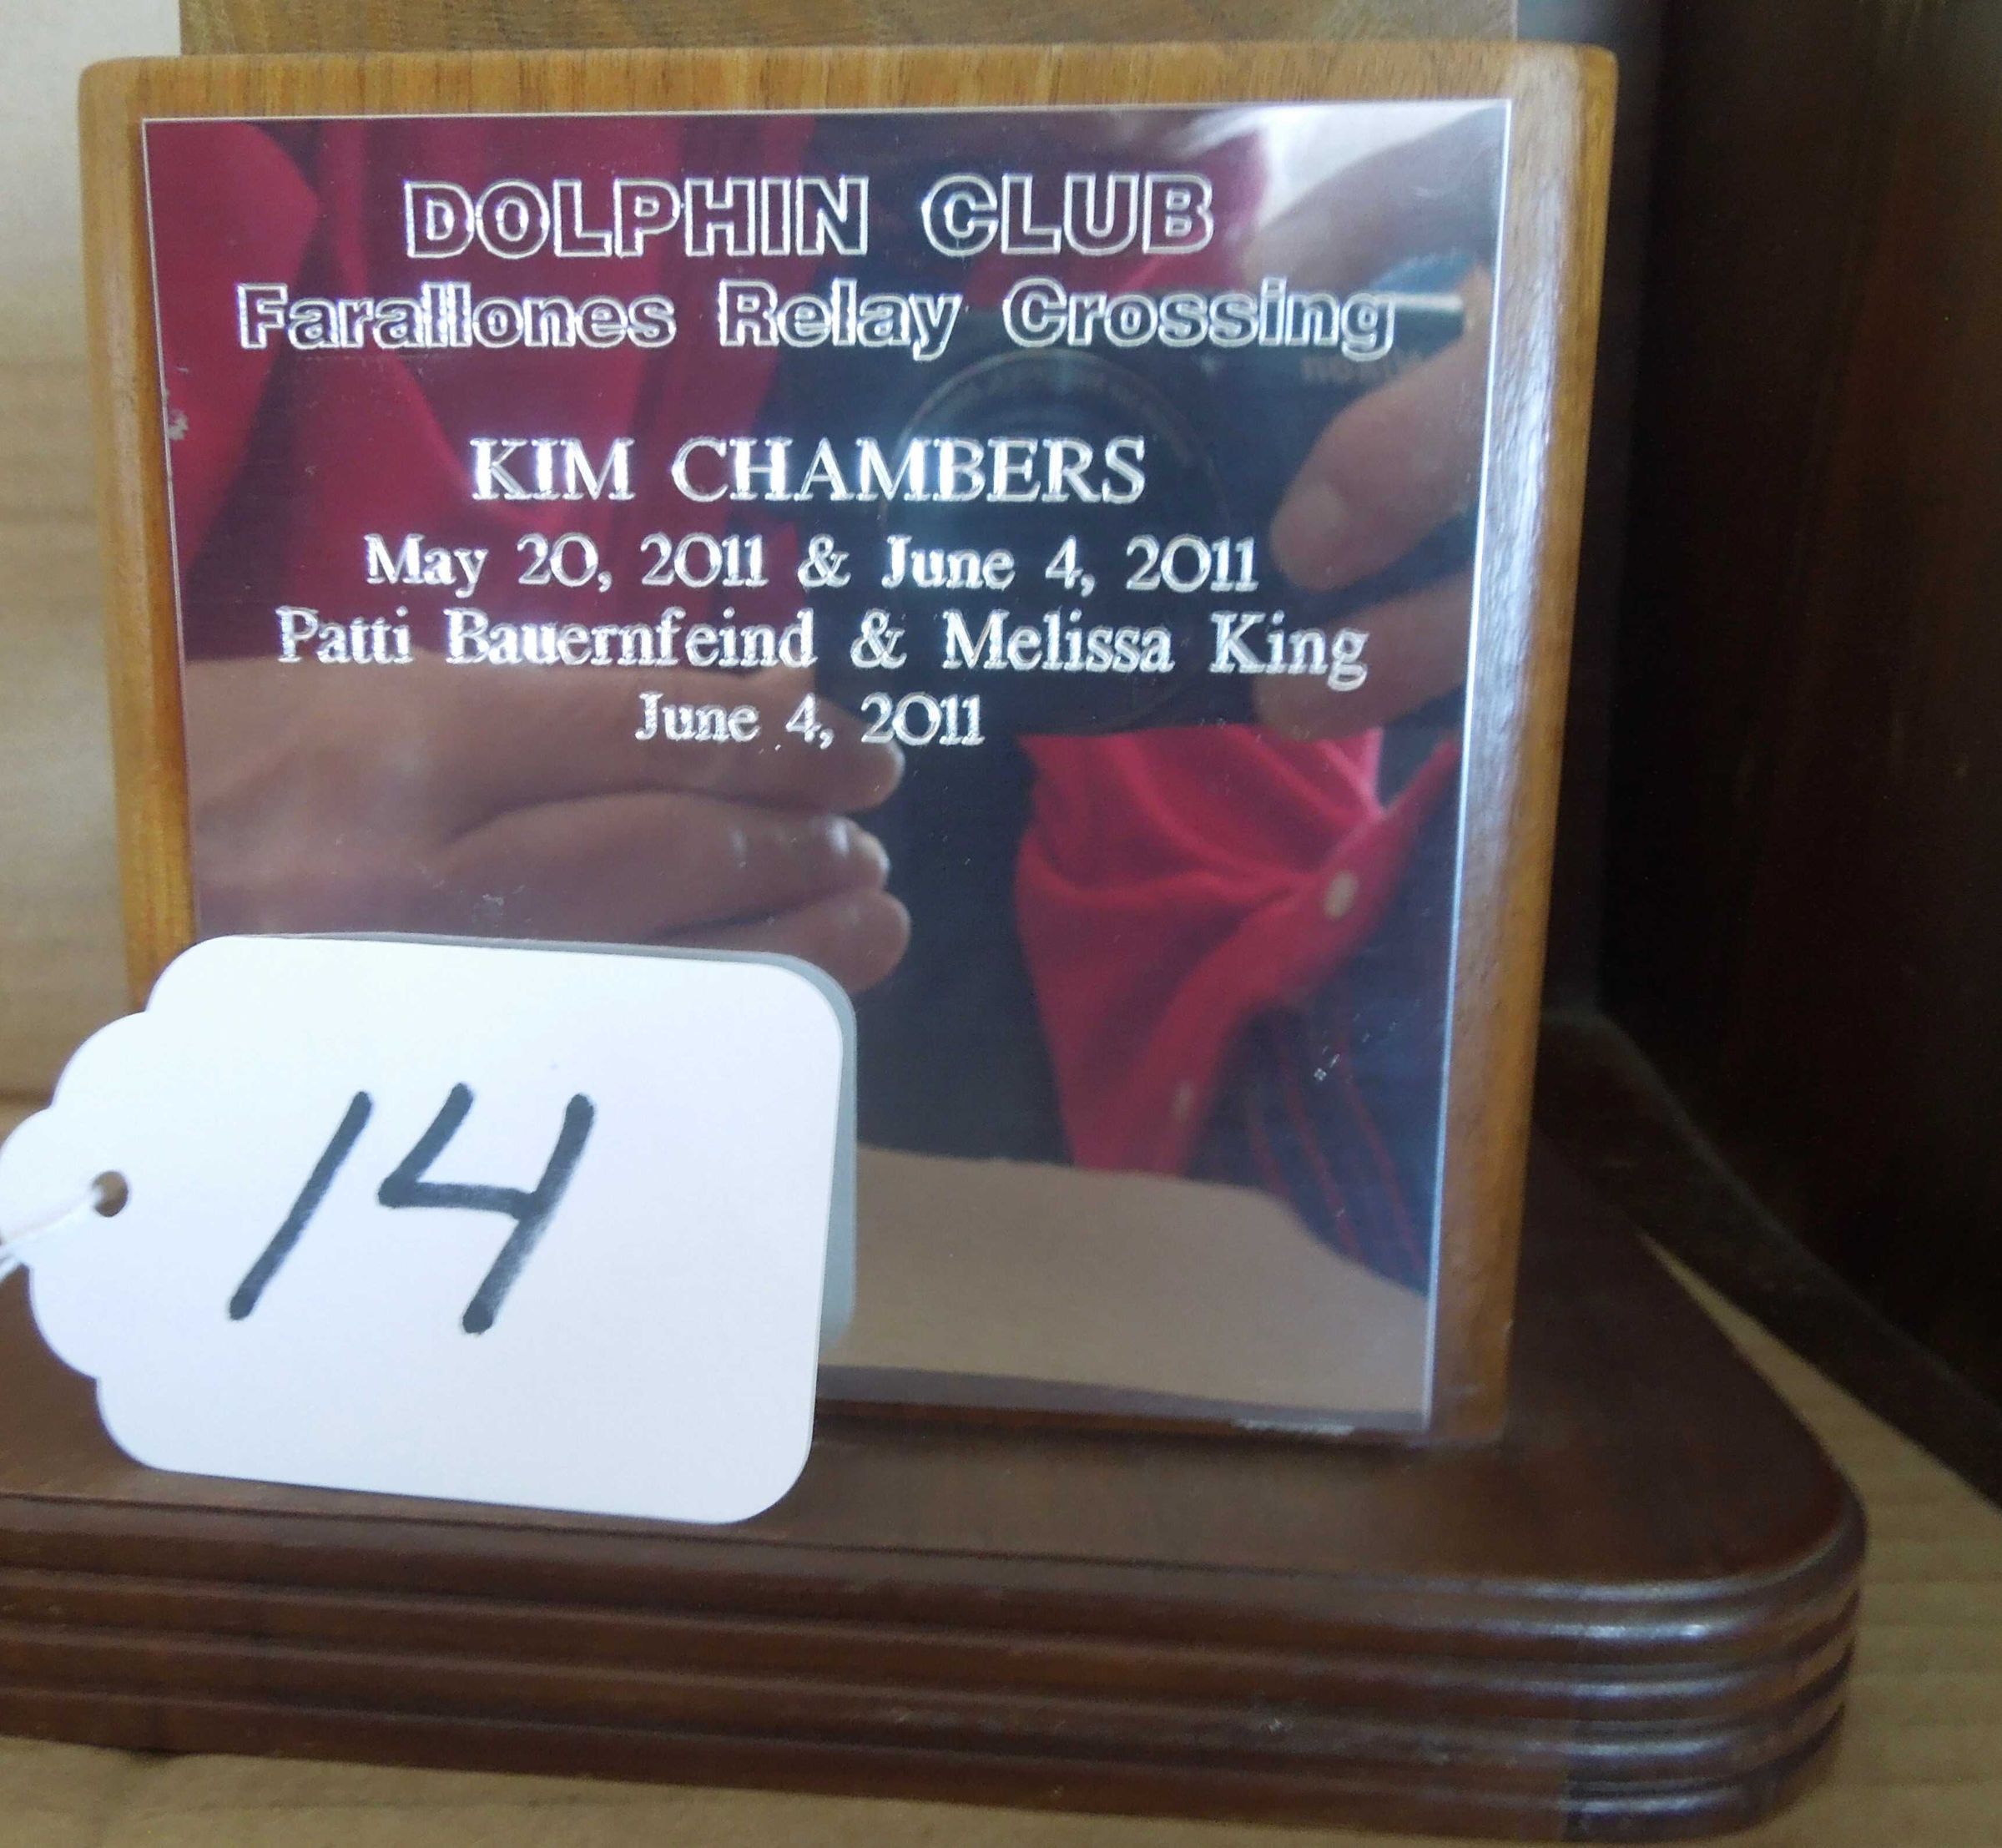 DOLPHIN CLUB
Farallones Relay Crossing
KIM CHAMBERS
May 20, 2011 & June 4, 2011
Patti Bauernfeind & Melissa King
June 4, 2011
14